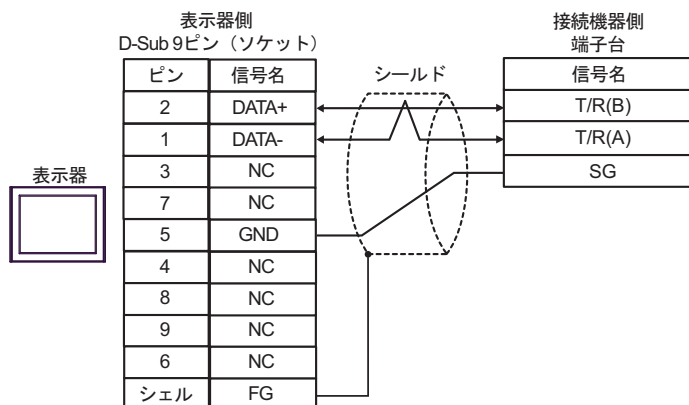 表示器側
D-Sub 9ピン（ソケット）
ピン 信号名
2 DATA+
1 DATA-
3 NC
7 NC
5 GND
4 NC
8 NC
9 NC
6 NC
シェル FG
表示器
シールド
接続機器側
端子台
信号名
T/R(B)
T/R(A)
SG